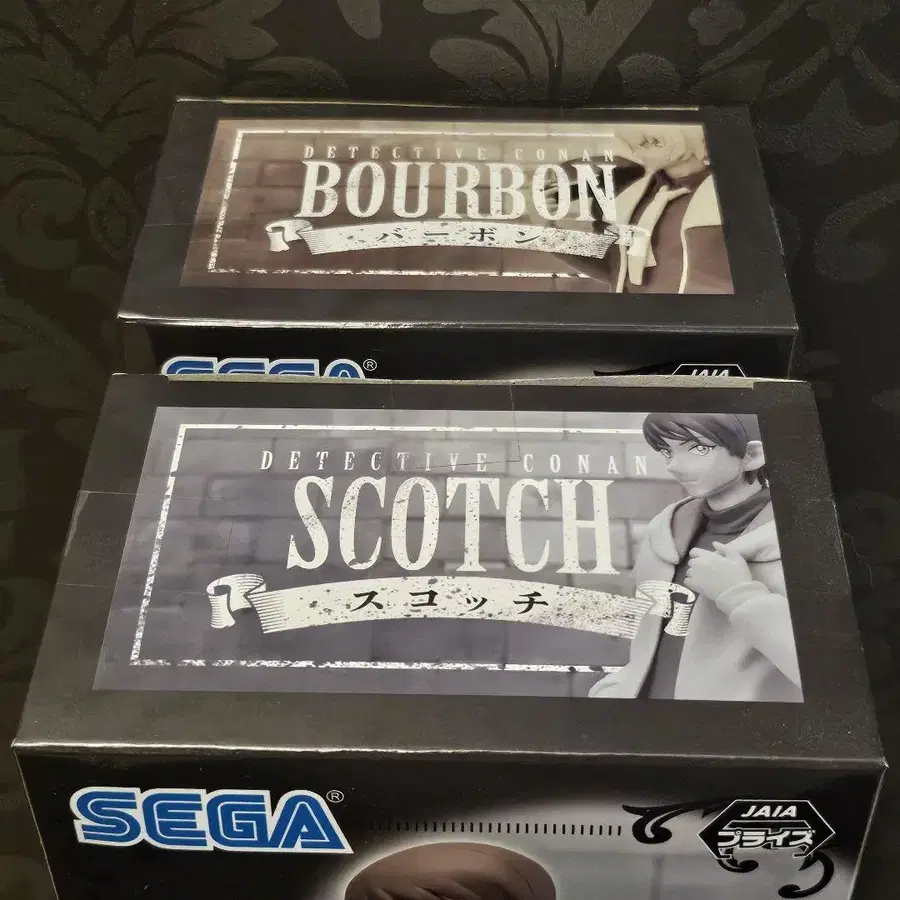 DETECTIVE CONAN
BOURBON
バーボン
SEGA®
JAIA
DETECTIVE CONAN
SCOTCH
スコッチ
SEGA®
JAIA
プライズ